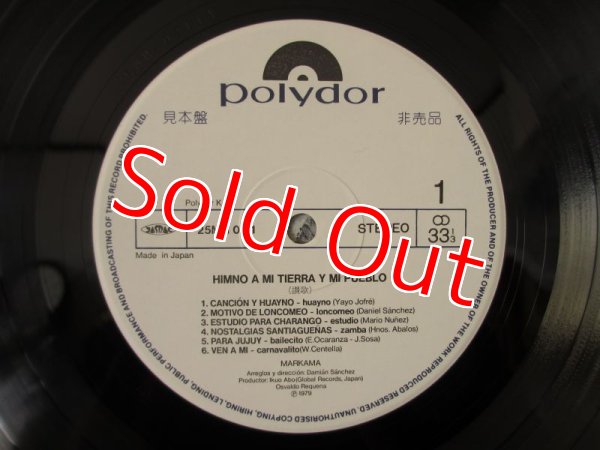 polydor
見本盤
非売品
1
STEREO
33 1/3
Made in Japan
Sold Out
HIMNO A MI TIERRA Y MI PUEBLO
(讃歌)
1. CANCIÓN Y HUAYNO - huayno (Yayo Jofré)
2. MOTIVO DE LONCOMEO - loncomeo (Daniel Sánchez)
3. ESTUDIO PARA CHARANGO - estudio (Mario Nuñez)
4. NOSTALGIAS SANTIAGUEÑAS - zamba (Hnos. Abalos)
5. PARA JUJUY - bailecito (E.Ocaranza - J.Sosa)
6. VEN A MI - carnavalito (W.Centella)
MARKAMA
Arreglos y dirección: Damián Sánchez
Productor: Ikuo Abo(Global Records, Japan)
Osvaldo Requena
Ⓟ1979
ALL RIGHTS OF THE PRODUCER AND OF THE OWNER OF THE WORK REPRODUCED RESERVED. UNAUTHORISED COPYING, HIRING, LENDING, PUBLIC PERFORMANCE AND BROADCASTING OF THIS RECORD PROHIBITED.